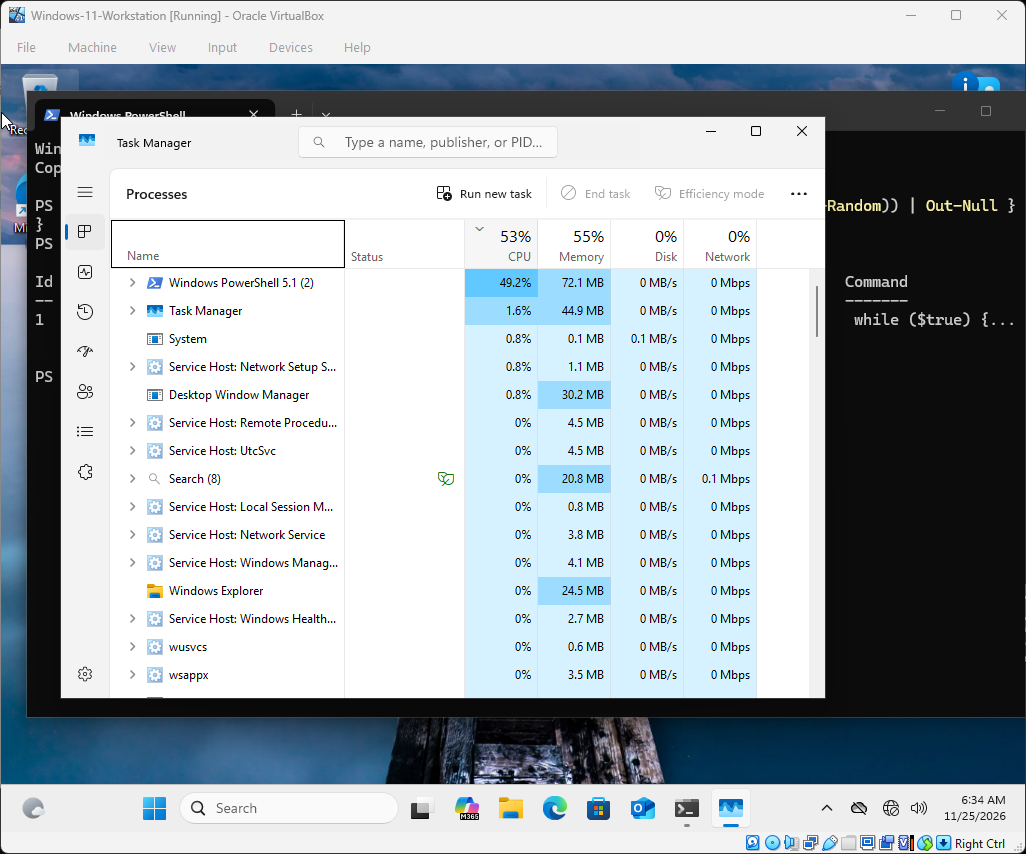 Windows-11-Workstation [Running] - Oracle VirtualBox
File Machine View Input Devices Help
Windows PowerShell
Task Manager
Type a name, publisher, or PID...
Win
Cop
PS
-Random)) | Out-Null }
}
PS
Id Command
-- -------
1 while ($true) {...
PS
Processes
Run new task End task Efficiency mode
53% 55% 0% 0%
Name Status CPU Memory Disk Network
Windows PowerShell 5.1 (2) 49.2% 72.1 MB 0 MB/s 0 Mbps
Task Manager 1.6% 44.9 MB 0 MB/s 0 Mbps
System 0.8% 0.1 MB 0.1 MB/s 0 Mbps
Service Host: Network Setup S... 0.8% 1.1 MB 0 MB/s 0 Mbps
Desktop Window Manager 0.8% 30.2 MB 0 MB/s 0 Mbps
Service Host: Remote Procedu... 0% 4.5 MB 0 MB/s 0 Mbps
Service Host: UtcSvc 0% 4.5 MB 0 MB/s 0 Mbps
Search (8) 0% 20.8 MB 0 MB/s 0.1 Mbps
Service Host: Local Session M... 0% 0.8 MB 0 MB/s 0 Mbps
Service Host: Network Service 0% 3.8 MB 0 MB/s 0 Mbps
Service Host: Windows Manag... 0% 4.1 MB 0 MB/s 0 Mbps
Windows Explorer 0% 24.5 MB 0 MB/s 0 Mbps
Service Host: Windows Health... 0% 2.7 MB 0 MB/s 0 Mbps
wusvcs 0% 0.6 MB 0 MB/s 0 Mbps
wsappx 0% 3.5 MB 0 MB/s 0 Mbps
Search
M365
6:34 AM
11/25/2026
Right Ctrl